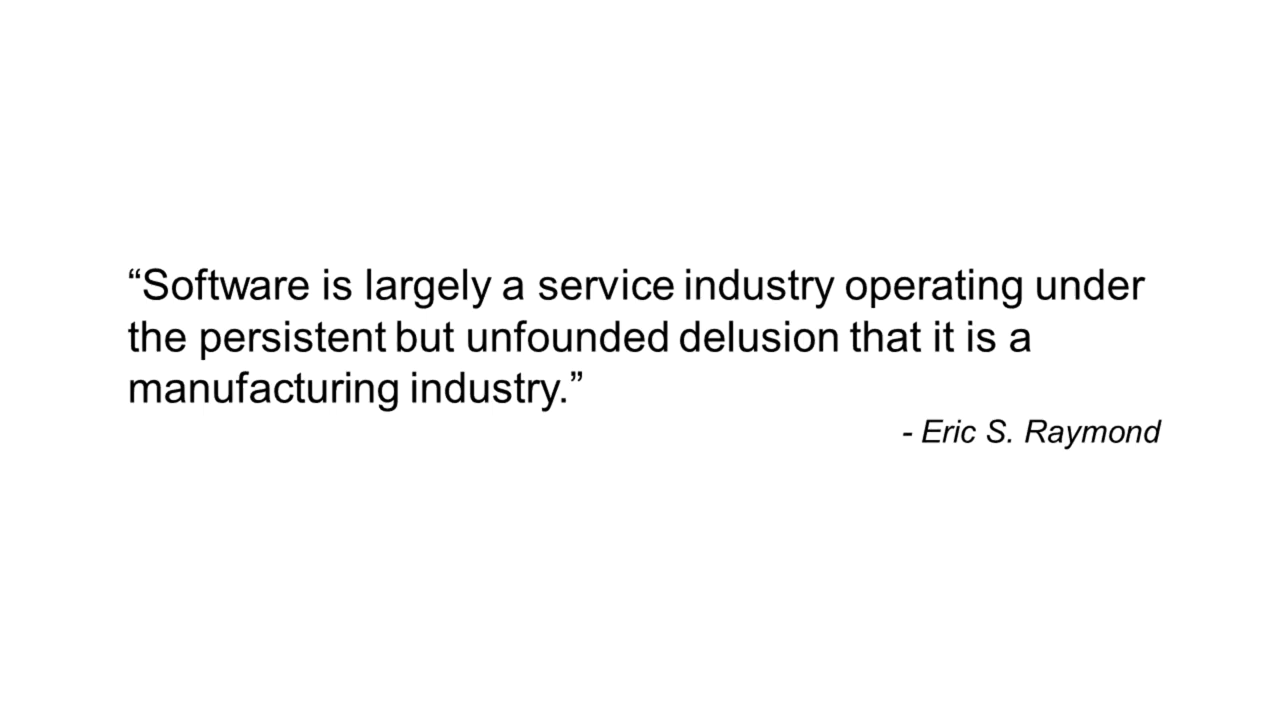 “Software is largely a service industry operating under
the persistent but unfounded delusion that it is a
manufacturing industry.”
- Eric S. Raymond